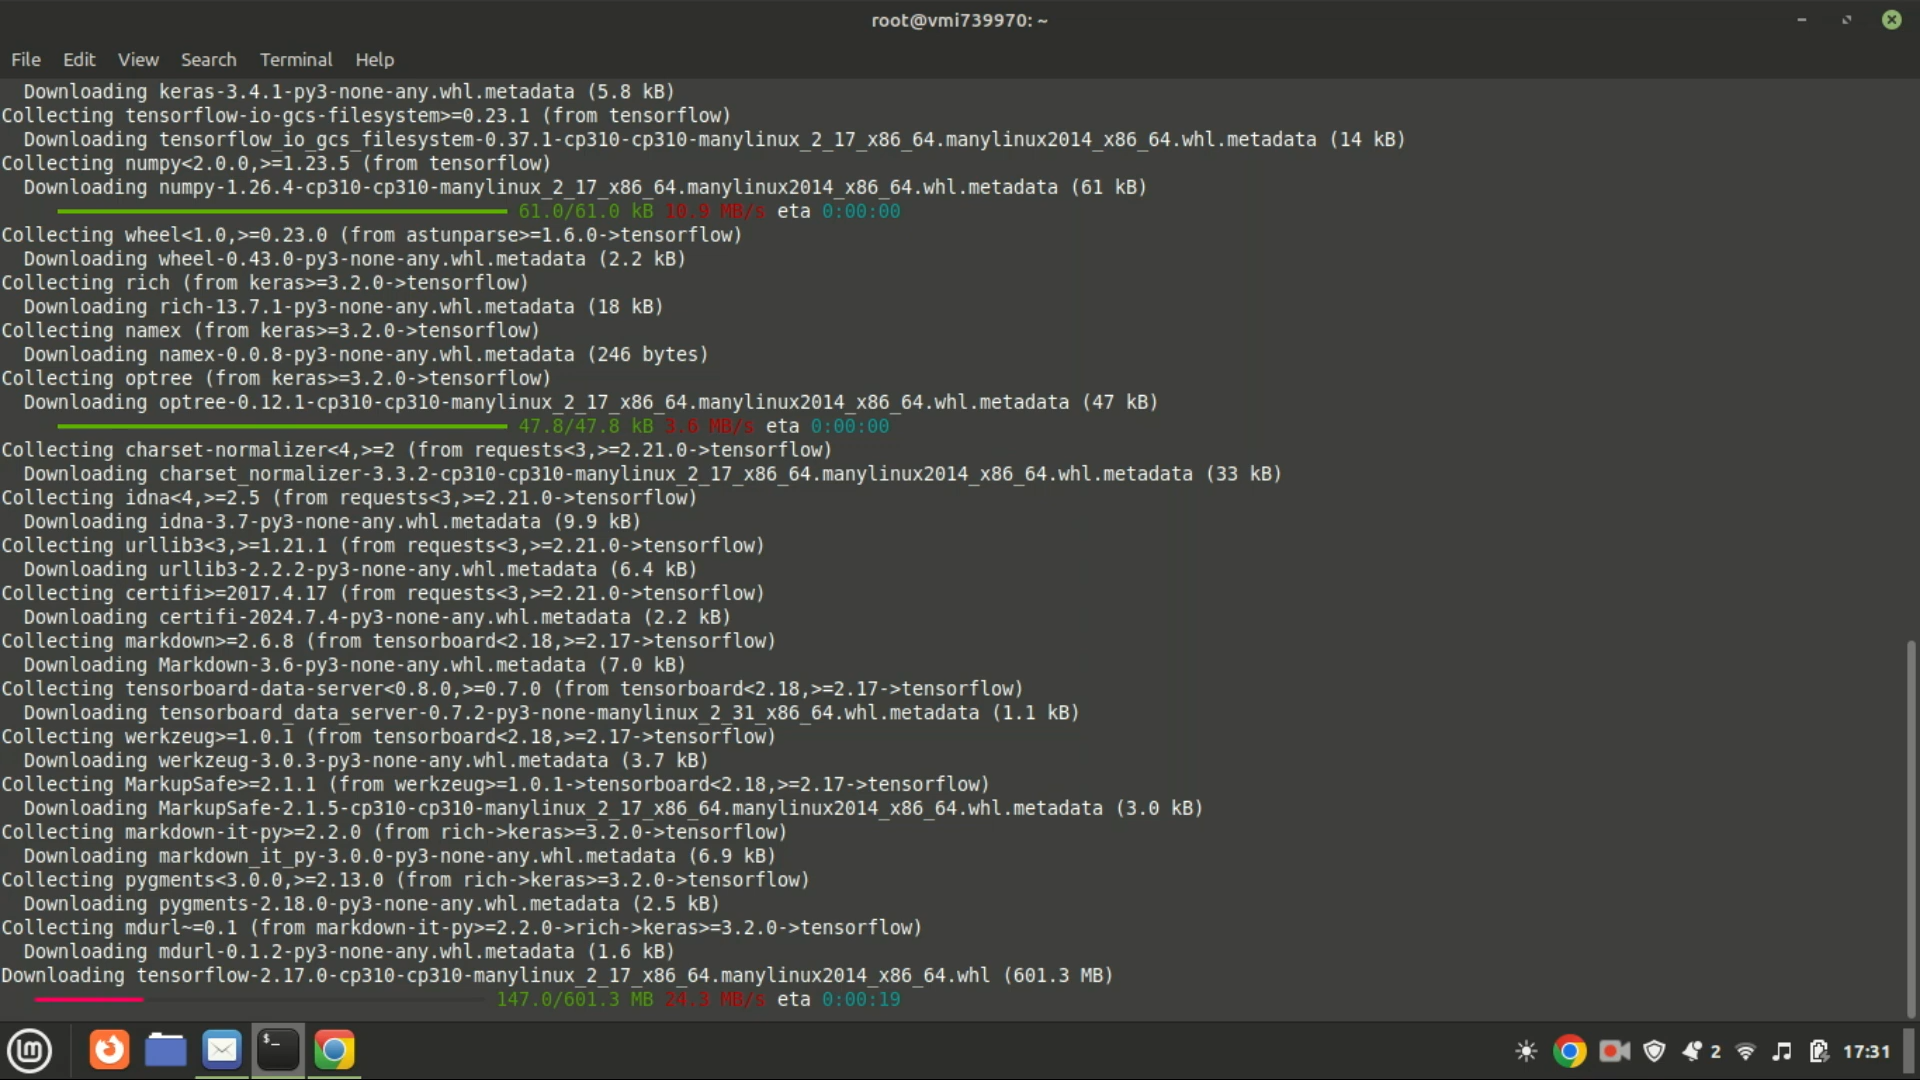 root@vmi739970: ~
File Edit View Search Terminal Help
Downloading keras-3.4.1-py3-none-any.whl.metadata (5.8 kB)
Collecting tensorflow-io-gcs-filesystem>=0.23.1 (from tensorflow)
Downloading tensorflow_io_gcs_filesystem-0.37.1-cp310-cp310-manylinux_2_17_x86_64.manylinux2014_x86_64.whl.metadata (14 kB)
Collecting numpy<2.0.0,>=1.23.5 (from tensorflow)
Downloading numpy-1.26.4-cp310-cp310-manylinux_2_17_x86_64.manylinux2014_x86_64.whl.metadata (61 kB)
61.0/61.0 kB 10.9 MB/s eta 0:00:00
Collecting wheel<1.0,>=0.23.0 (from astunparse>=1.6.0->tensorflow)
Downloading wheel-0.43.0-py3-none-any.whl.metadata (2.2 kB)
Collecting rich (from keras>=3.2.0->tensorflow)
Downloading rich-13.7.1-py3-none-any.whl.metadata (18 kB)
Collecting namex (from keras>=3.2.0->tensorflow)
Downloading namex-0.0.8-py3-none-any.whl.metadata (246 bytes)
Collecting optree (from keras>=3.2.0->tensorflow)
Downloading optree-0.12.1-cp310-cp310-manylinux_2_17_x86_64.manylinux2014_x86_64.whl.metadata (47 kB)
47.8/47.8 kB 3.6 MB/s eta 0:00:00
Collecting charset-normalizer<4,>=2 (from requests<3,>=2.21.0->tensorflow)
Downloading charset_normalizer-3.3.2-cp310-cp310-manylinux_2_17_x86_64.manylinux2014_x86_64.whl.metadata (33 kB)
Collecting idna<4,>=2.5 (from requests<3,>=2.21.0->tensorflow)
Downloading idna-3.7-py3-none-any.whl.metadata (9.9 kB)
Collecting urllib3<3,>=1.21.1 (from requests<3,>=2.21.0->tensorflow)
Downloading urllib3-2.2.2-py3-none-any.whl.metadata (6.4 kB)
Collecting certifi>=2017.4.17 (from requests<3,>=2.21.0->tensorflow)
Downloading certifi-2024.7.4-py3-none-any.whl.metadata (2.2 kB)
Collecting markdown>=2.6.8 (from tensorboard<2.18,>=2.17->tensorflow)
Downloading Markdown-3.6-py3-none-any.whl.metadata (7.0 kB)
Collecting tensorboard-data-server<0.8.0,>=0.7.0 (from tensorboard<2.18,>=2.17->tensorflow)
Downloading tensorboard_data_server-0.7.2-py3-none-manylinux_2_31_x86_64.whl.metadata (1.1 kB)
Collecting werkzeug>=1.0.1 (from tensorboard<2.18,>=2.17->tensorflow)
Downloading werkzeug-3.0.3-py3-none-any.whl.metadata (3.7 kB)
Collecting MarkupSafe>=2.1.1 (from werkzeug>=1.0.1->tensorboard<2.18,>=2.17->tensorflow)
Downloading MarkupSafe-2.1.5-cp310-cp310-manylinux_2_17_x86_64.manylinux2014_x86_64.whl.metadata (3.0 kB)
Collecting markdown-it-py>=2.2.0 (from rich->keras>=3.2.0->tensorflow)
Downloading markdown_it_py-3.0.0-py3-none-any.whl.metadata (6.9 kB)
Collecting pygments<3.0.0,>=2.13.0 (from rich->keras>=3.2.0->tensorflow)
Downloading pygments-2.18.0-py3-none-any.whl.metadata (2.5 kB)
Collecting mdurl~=0.1 (from markdown-it-py>=2.2.0->rich->keras>=3.2.0->tensorflow)
Downloading mdurl-0.1.2-py3-none-any.whl.metadata (1.6 kB)
Downloading tensorflow-2.17.0-cp310-cp310-manylinux_2_17_x86_64.manylinux2014_x86_64.whl (601.3 MB)
147.0/601.3 MB 24.3 MB/s eta 0:00:19
$_ 2 17:31